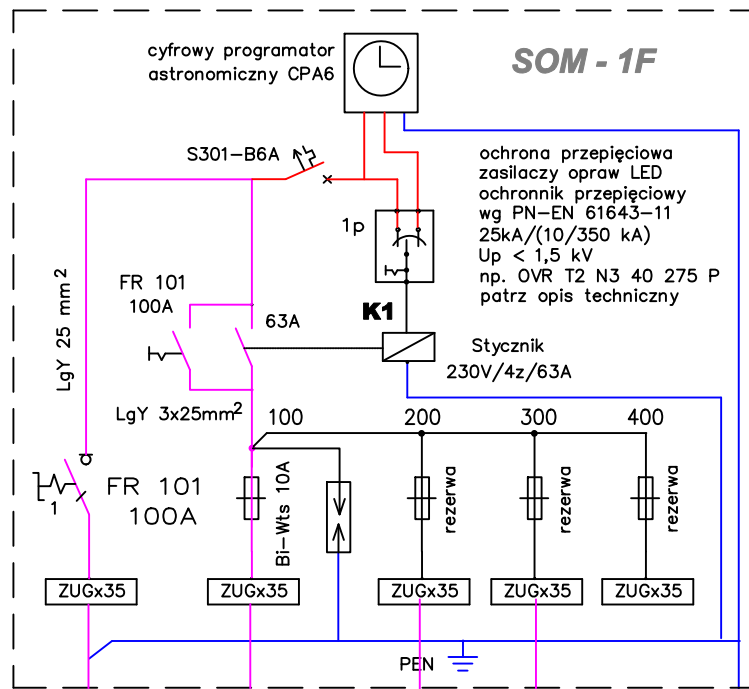 cyfrowy programator
astronomiczny CPA6
SOM - 1F
S301-B6A
ochrona przepięciowa
zasilaczy opraw LED
ochronnik przepięciowy
wg PN-EN 61643-11
25kA/(10/350 kA)
Up < 1,5 kV
np. OVR T2 N3 40 275 P
patrz opis techniczny
1p
FR 101
100A
63A
K1
LgY 25 mm²
Stycznik
230V/4z/63A
LgY 3x25mm²
100
200
300
400
FR 101
100A
1
Bi-Wts 10A
rezerwa
rezerwa
rezerwa
ZUGx35
ZUGx35
ZUGx35
ZUGx35
ZUGx35
PEN